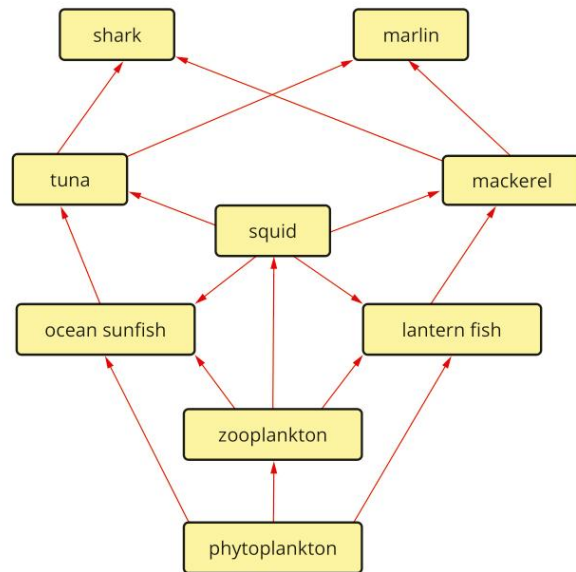 shark
marlin
tuna
mackerel
squid
ocean sunfish
lantern fish
zooplankton
phytoplankton